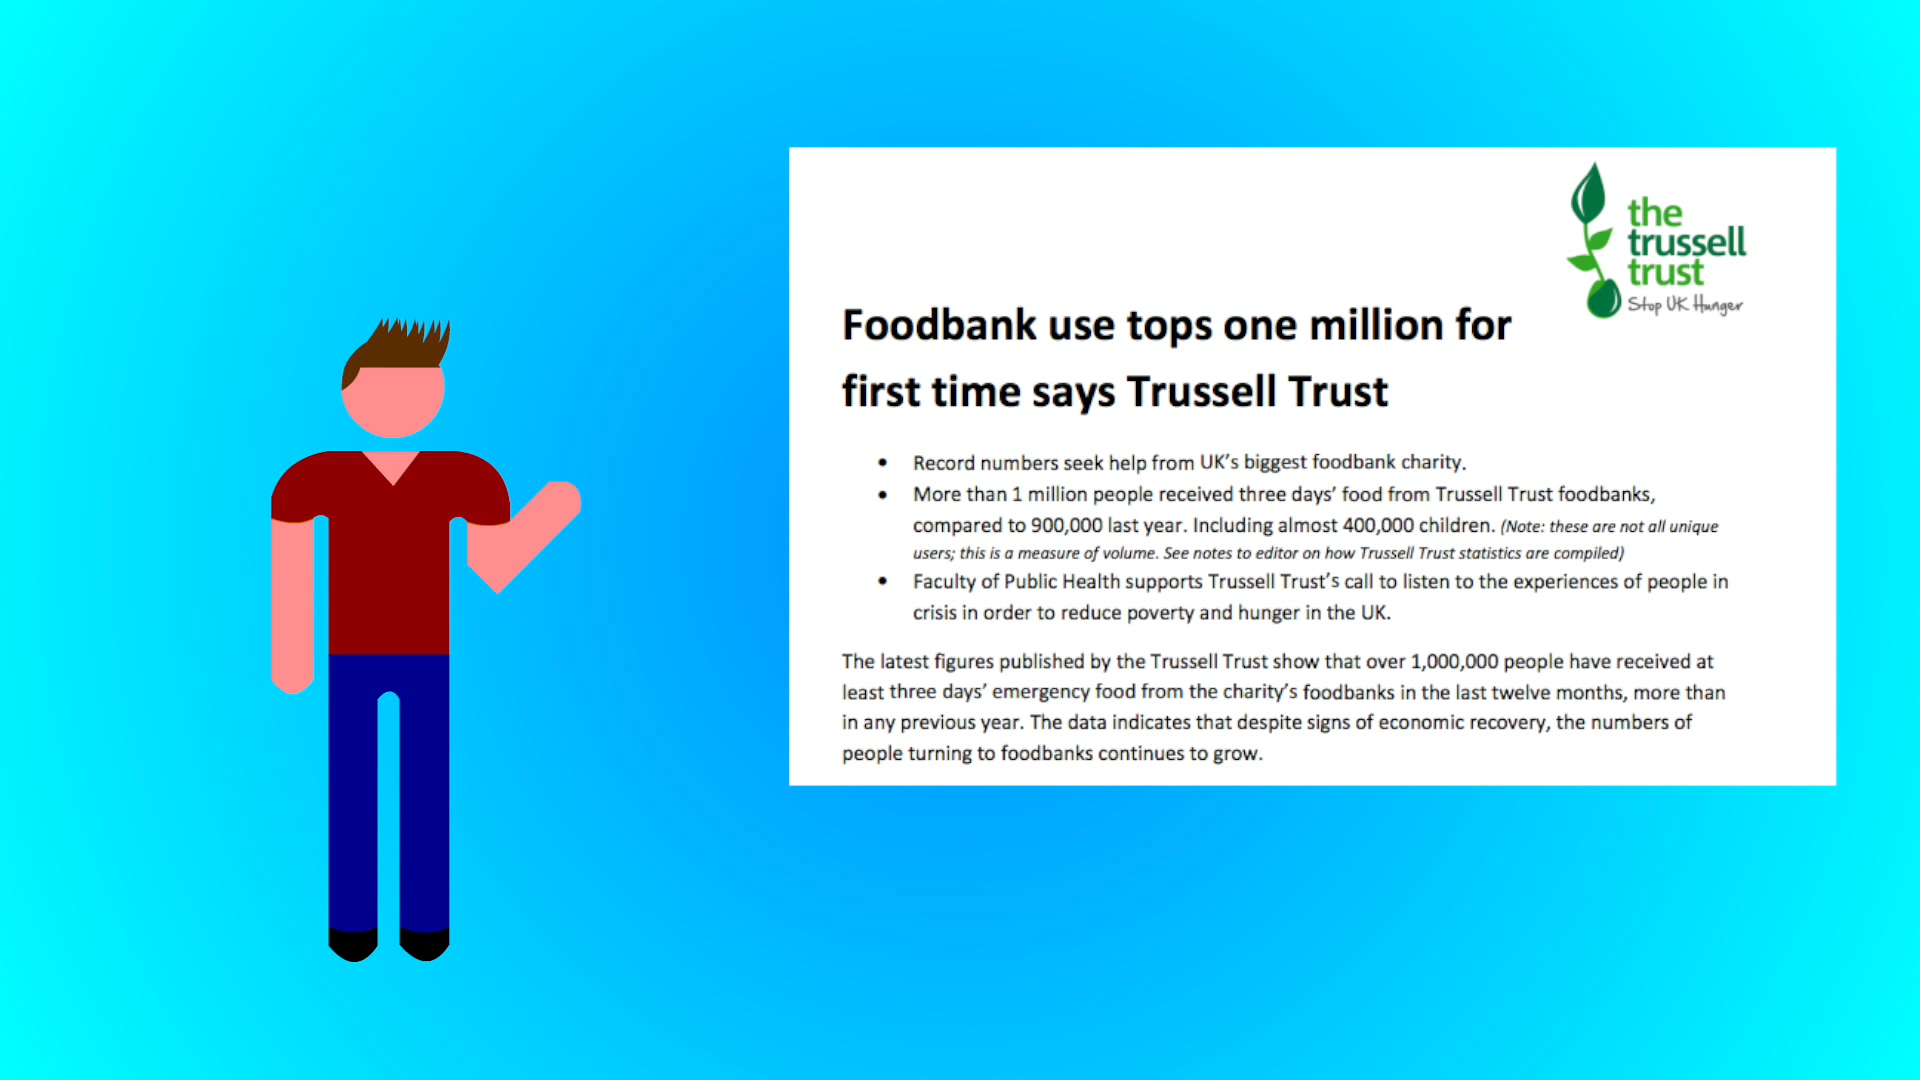 the
trussell
trust
Stop UK Hunger
Foodbank use tops one million for
first time says Trussell Trust
• Record numbers seek help from UK’s biggest foodbank charity.
• More than 1 million people received three days’ food from Trussell Trust foodbanks,
compared to 900,000 last year. Including almost 400,000 children. (Note: these are not all unique
users; this is a measure of volume. See notes to editor on how Trussell Trust statistics are compiled)
• Faculty of Public Health supports Trussell Trust’s call to listen to the experiences of people in
crisis in order to reduce poverty and hunger in the UK.
The latest figures published by the Trussell Trust show that over 1,000,000 people have received at
least three days’ emergency food from the charity’s foodbanks in the last twelve months, more than
in any previous year. The data indicates that despite signs of economic recovery, the numbers of
people turning to foodbanks continues to grow.